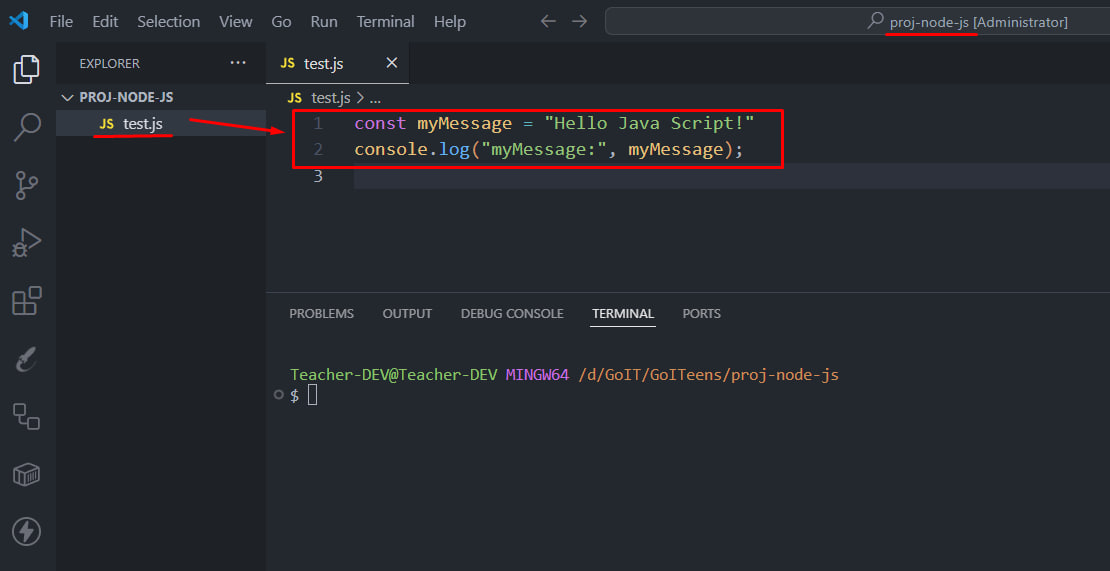 File Edit Selection View Go Run Terminal Help
proj-node-js [Administrator]
EXPLORER ...
JS test.js
PROJ-NODE-JS
JS test.js
JS test.js > ...
1 const myMessage = "Hello Java Script!"
2 console.log("myMessage:", myMessage);
3
PROBLEMS OUTPUT DEBUG CONSOLE TERMINAL PORTS
Teacher-DEV@Teacher-DEV MINGW64 /d/GoIT/GoITeens/proj-node-js
$